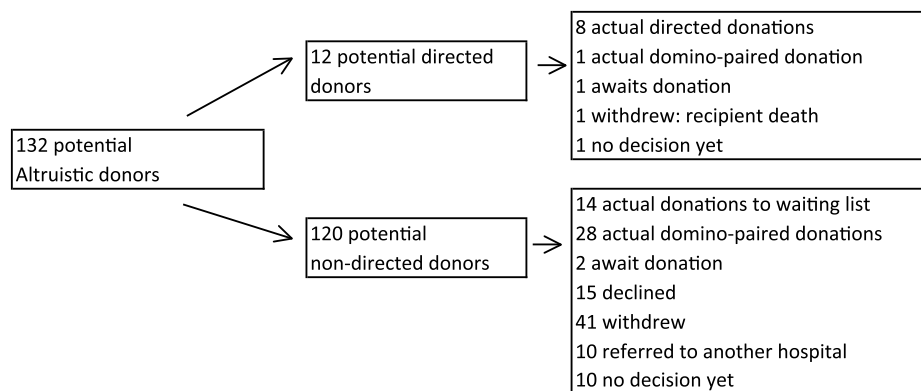 132 potential
Altruistic donors
12 potential directed
donors
8 actual directed donations
1 actual domino-paired donation
1 awaits donation
1 withdrew: recipient death
1 no decision yet
120 potential
non-directed donors
14 actual donations to waiting list
28 actual domino-paired donations
2 await donation
15 declined
41 withdrew
10 referred to another hospital
10 no decision yet